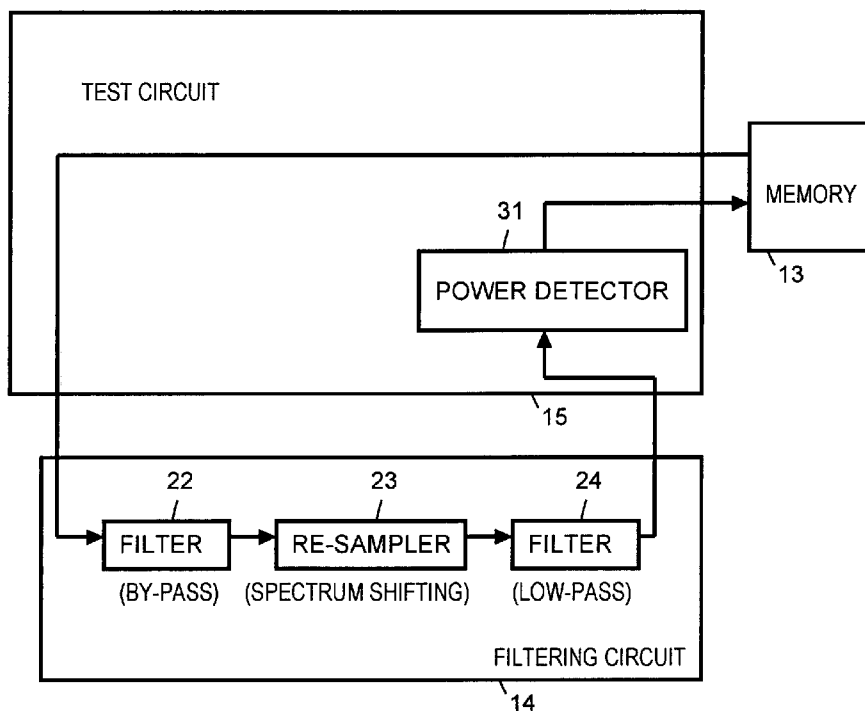 TEST CIRCUIT
MEMORY
13
31
POWER DETECTOR
15
22
23
24
FILTER
RE-SAMPLER
FILTER
(BY-PASS)
(SPECTRUM SHIFTING)
(LOW-PASS)
FILTERING CIRCUIT
14